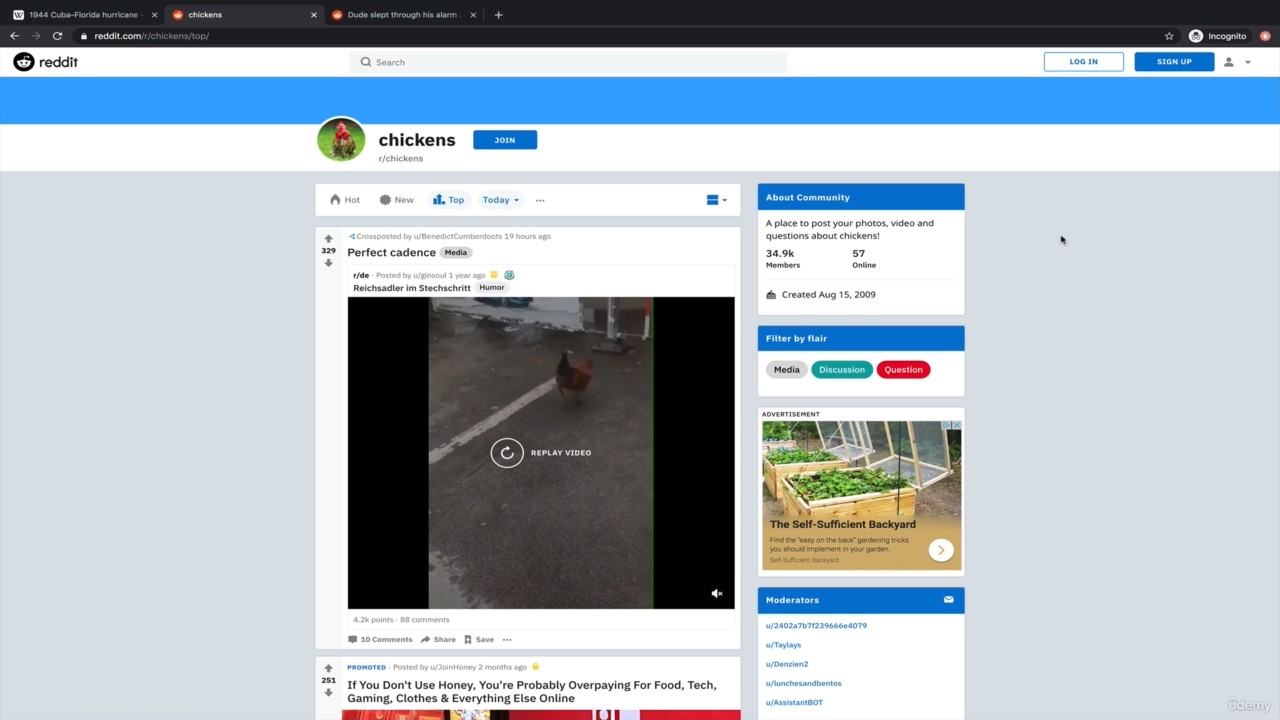 1944 Cuba–Florida hurricane -
chickens
Dude slept through his alarm :
reddit.com/r/chickens/top/
Incognito
reddit
Search
LOG IN
SIGN UP
chickens
JOIN
r/chickens
Hot
New
Top
Today
Crossposted by u/BenedictCumberdoots 19 hours ago
329
Perfect cadence Media
r/de · Posted by u/ginsoul 1 year ago
Reichsadler im Stechschritt Humor
REPLAY VIDEO
4.2k points · 88 comments
10 Comments Share Save
PROMOTED · Posted by u/JoinHoney 2 months ago
251
If You Don't Use Honey, You're Probably Overpaying For Food, Tech,
Gaming, Clothes & Everything Else Online
About Community
A place to post your photos, video and
questions about chickens!
34.9k 57
Members Online
Created Aug 15, 2009
Filter by flair
Media Discussion Question
ADVERTISEMENT
The Self-Sufficient Backyard
Find the "easy on the back" gardening tricks
you should implement in your garden.
Self-Sufficient Backyard
Moderators
u/2402a7b7f239666e4079
u/Taylays
u/Denzien2
u/lunchesandbentos
u/AssistantBOT
ûdemy